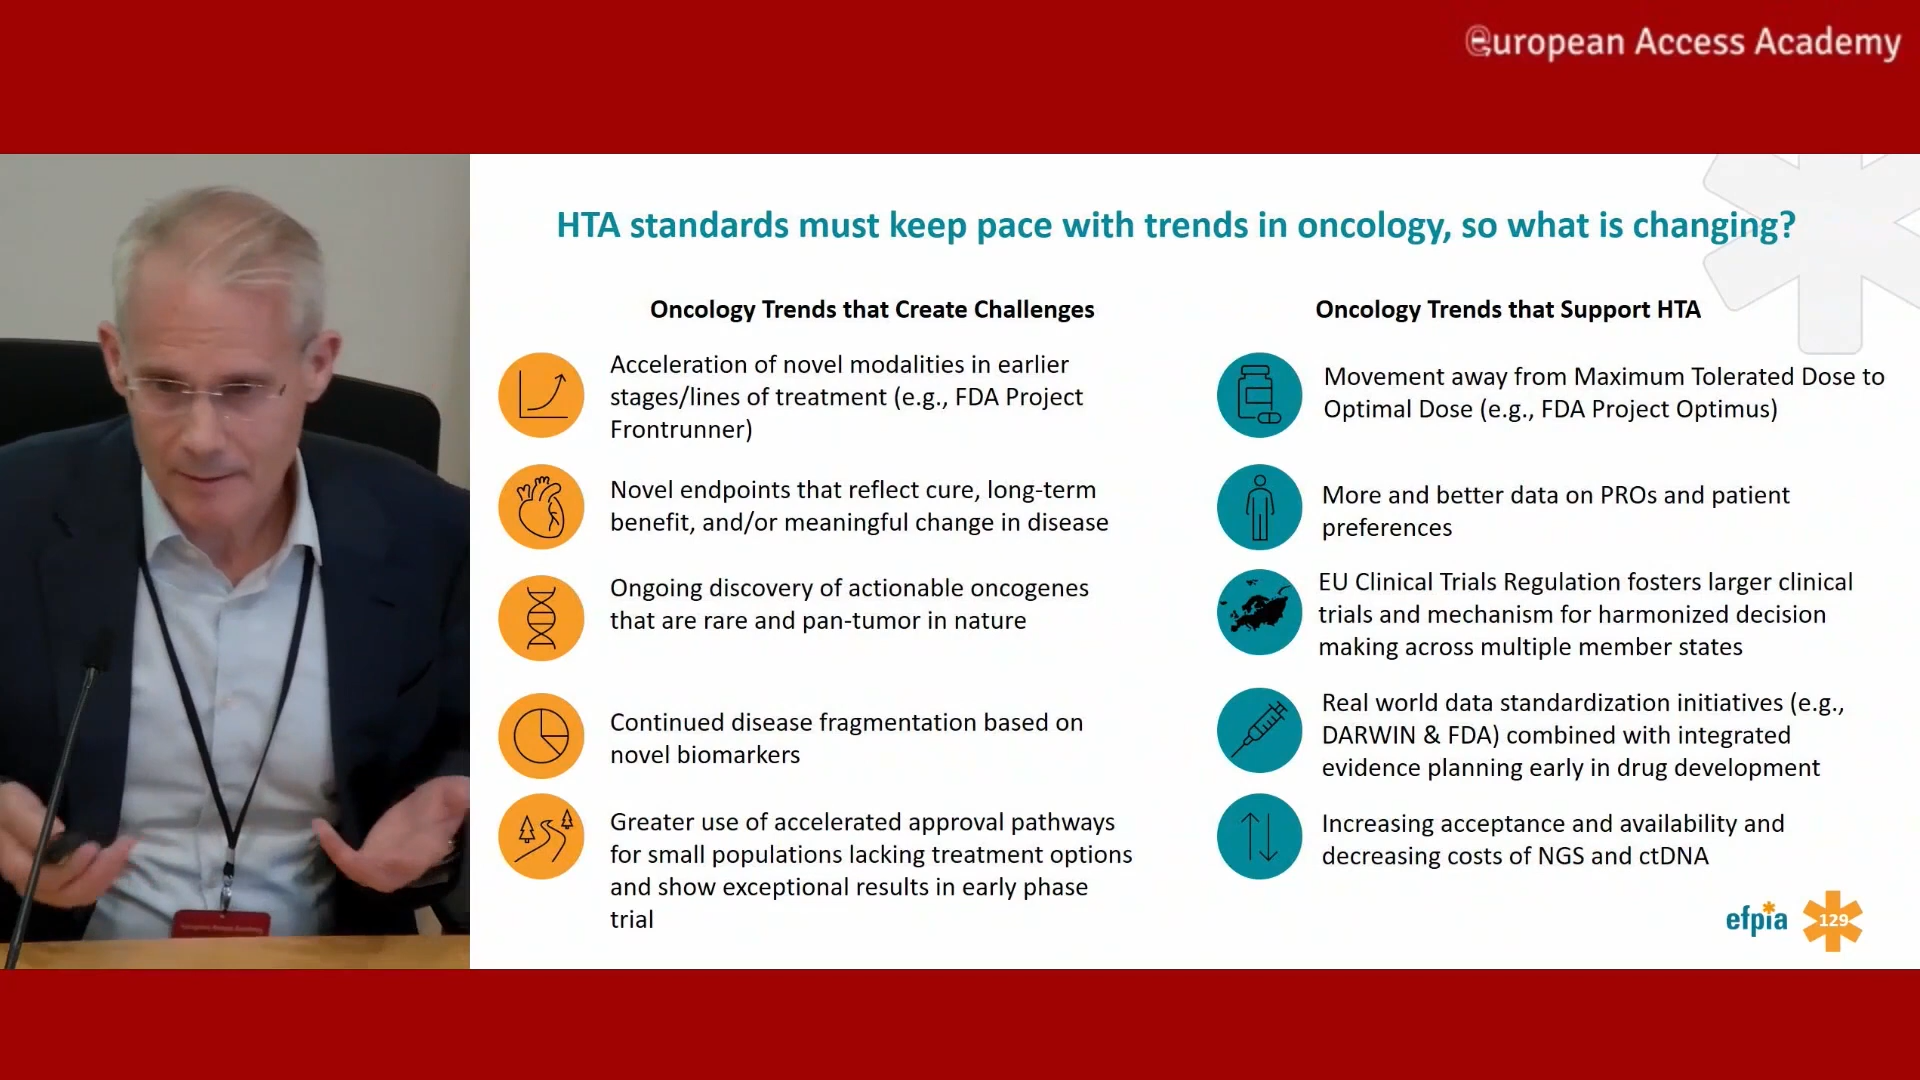 European Access Academy
HTA standards must keep pace with trends in oncology, so what is changing?
Oncology Trends that Create Challenges
Acceleration of novel modalities in earlier
stages/lines of treatment (e.g., FDA Project
Frontrunner)
Novel endpoints that reflect cure, long-term
benefit, and/or meaningful change in disease
Ongoing discovery of actionable oncogenes
that are rare and pan-tumor in nature
Continued disease fragmentation based on
novel biomarkers
Greater use of accelerated approval pathways
for small populations lacking treatment options
and show exceptional results in early phase
trial
Oncology Trends that Support HTA
Movement away from Maximum Tolerated Dose to
Optimal Dose (e.g., FDA Project Optimus)
More and better data on PROs and patient
preferences
EU Clinical Trials Regulation fosters larger clinical
trials and mechanism for harmonized decision
making across multiple member states
Real world data standardization initiatives (e.g.,
DARWIN & FDA) combined with integrated
evidence planning early in drug development
Increasing acceptance and availability and
decreasing costs of NGS and ctDNA
efpia
129
European Access Academy